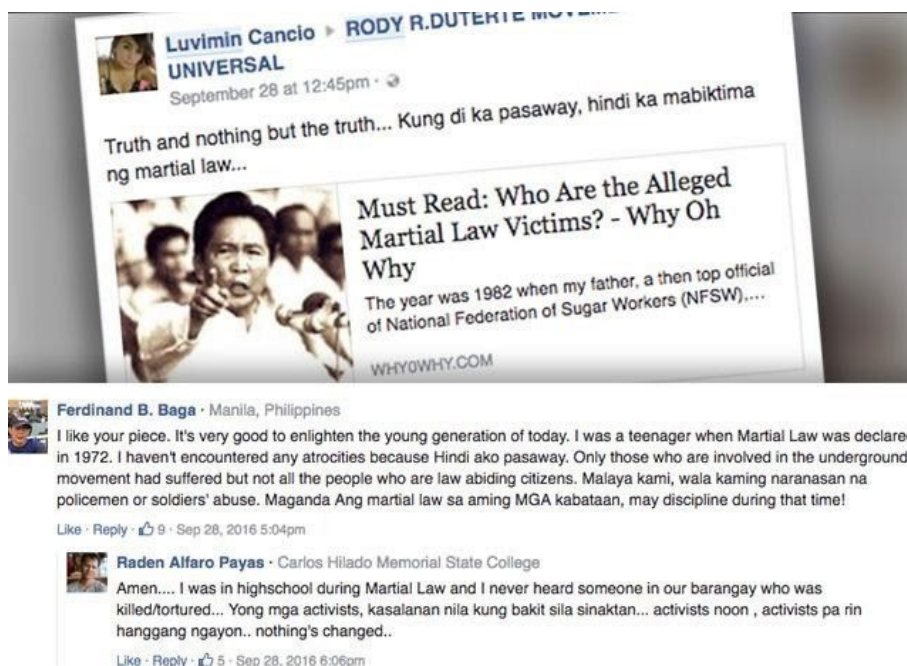 Luvimin Cancio ▸ RODY R.DUTERTE
UNIVERSAL
September 28 at 12:45pm ·
Truth and nothing but the truth... Kung di ka pasaway, hindi ka mabiktima
ng martial law...
Must Read: Who Are the Alleged
Martial Law Victims? - Why Oh
Why
The year was 1982 when my father, a then top official
of National Federation of Sugar Workers (NFSW),...
WHY0WHY.COM
Ferdinand B. Baga · Manila, Philippines
I like your piece. It's very good to enlighten the young generation of today. I was a teenager when Martial Law was declare
in 1972. I haven't encountered any atrocities because Hindi ako pasaway. Only those who are involved in the underground
movement had suffered but not all the people who are law abiding citizens. Malaya kami, wala kaming naranasan na
policemen or soldiers' abuse. Maganda Ang martial law sa aming MGA kabataan, may discipline during that time!
Like · Reply · 9 · Sep 28, 2016 5:04pm
Raden Alfaro Payas · Carlos Hilado Memorial State College
Amen.... I was in highschool during Martial Law and I never heard someone in our barangay who was
killed/tortured... Yong mga activists, kasalanan nila kung bakit sila sinaktan... activists noon , activists pa rin
hanggang ngayon.. nothing's changed..
Like · Reply · 5 · Sep 28, 2016 6:06pm